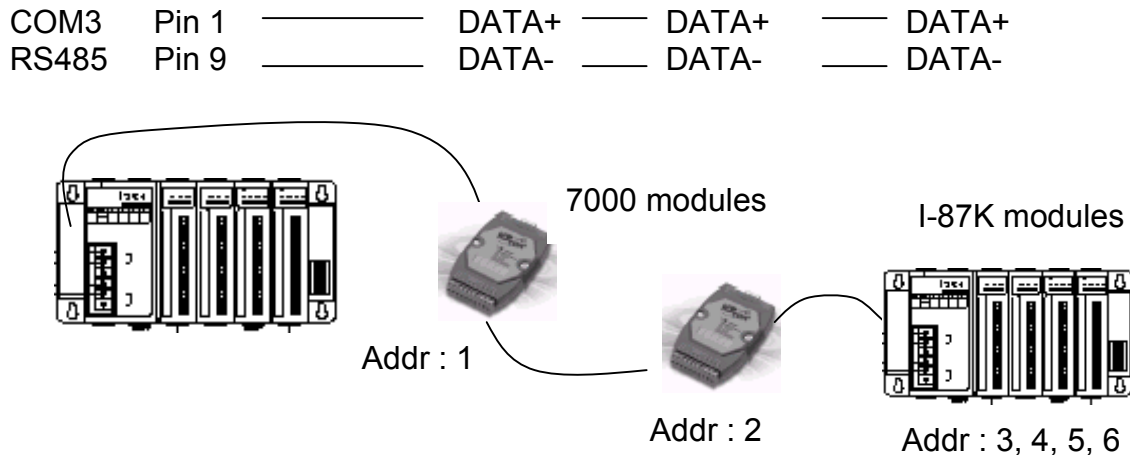 COM3 Pin 1 DATA+ DATA+ DATA+
RS485 Pin 9 DATA- DATA- DATA-
7000 modules
I-87K modules
Addr : 1
Addr : 2
Addr : 3, 4, 5, 6